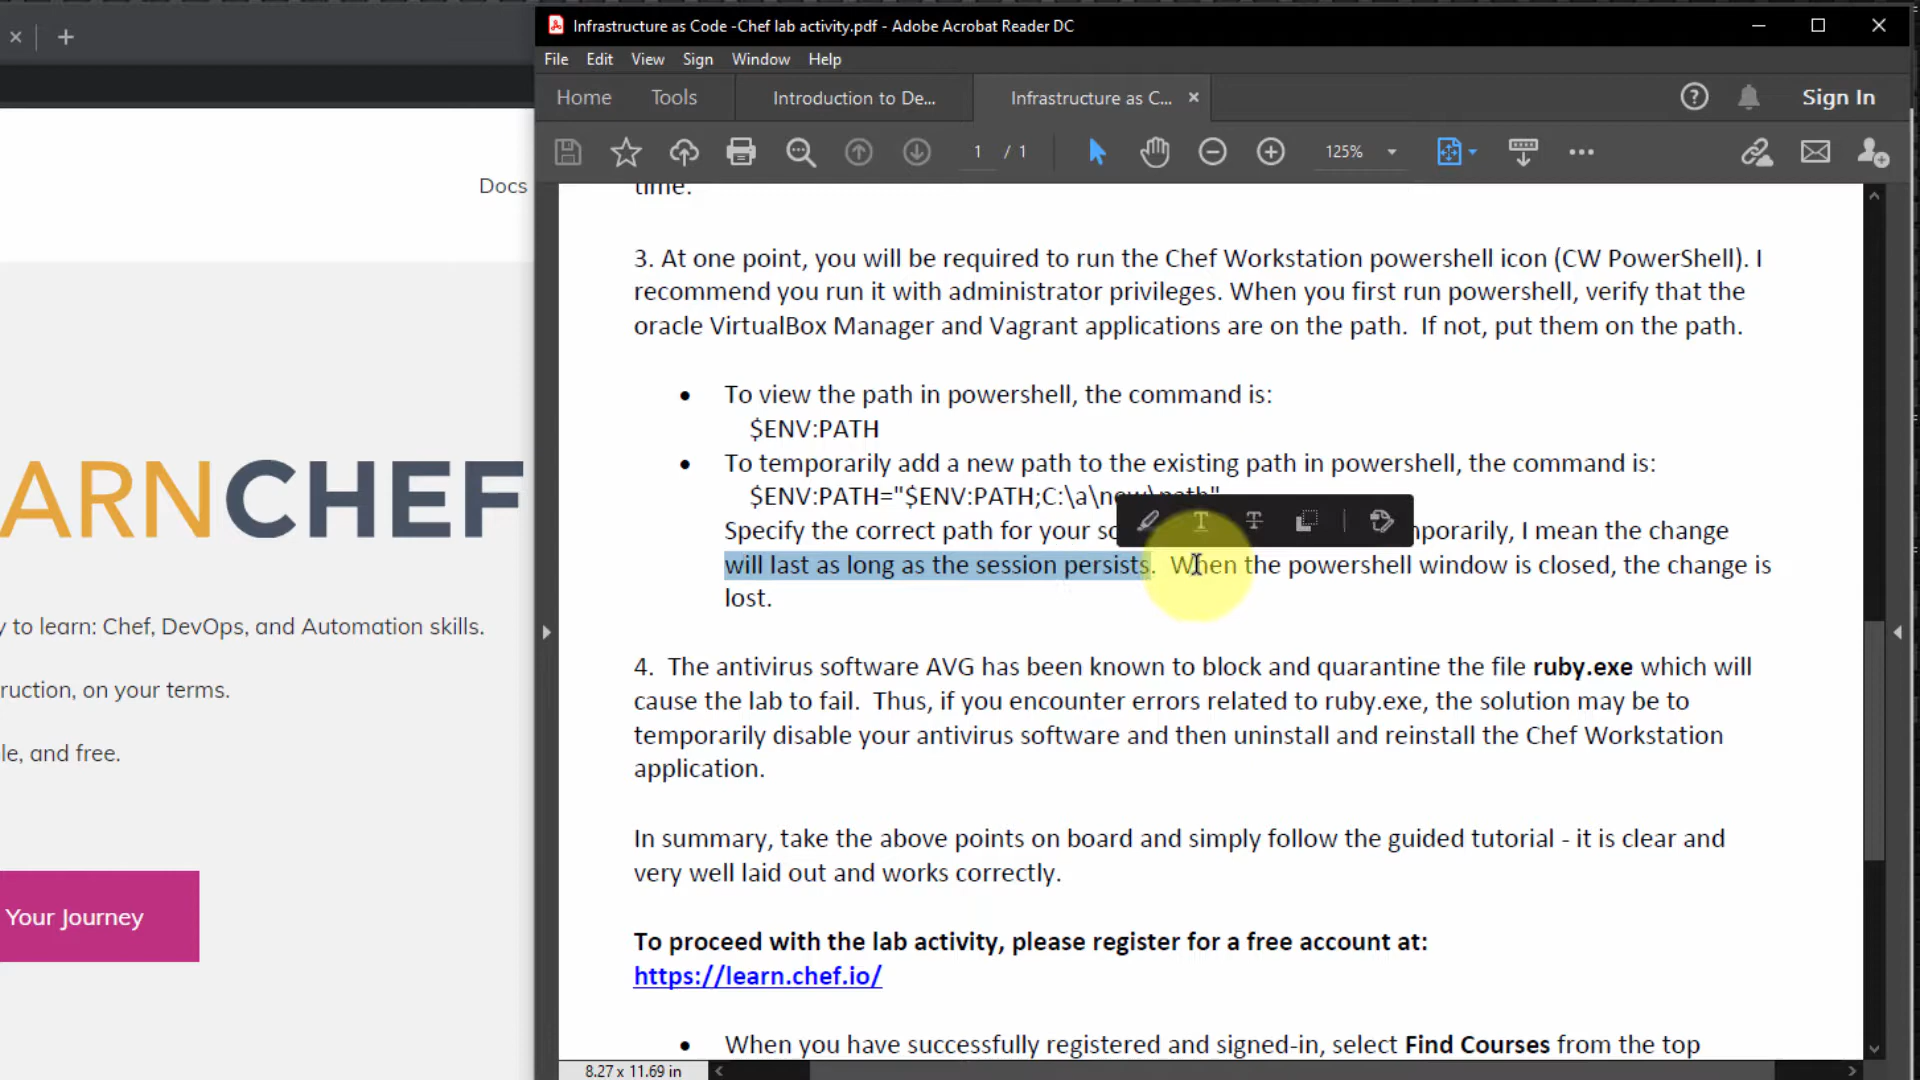 Infrastructure as Code -Chef lab activity.pdf - Adobe Acrobat Reader DC
File Edit View Sign Window Help
Home Tools Introduction to De... Infrastructure as C... Sign In
1 / 1 125%
Docs
ARNCHEF
y to learn: Chef, DevOps, and Automation skills.
ruction, on your terms.
le, and free.
Your Journey
time.
3. At one point, you will be required to run the Chef Workstation powershell icon (CW PowerShell). I
recommend you run it with administrator privileges. When you first run powershell, verify that the
oracle VirtualBox Manager and Vagrant applications are on the path.  If not, put them on the path.
• To view the path in powershell, the command is:
$ENV:PATH
• To temporarily add a new path to the existing path in powershell, the command is:
$ENV:PATH="$ENV:PATH;C:\a\new\path"
Specify the correct path for your I mean the change
will last as long as the session persists.  When the powershell window is closed, the change is
lost.
4.  The antivirus software AVG has been known to block and quarantine the file ruby.exe which will
cause the lab to fail.  Thus, if you encounter errors related to ruby.exe, the solution may be to
temporarily disable your antivirus software and then uninstall and reinstall the Chef Workstation
application.
In summary, take the above points on board and simply follow the guided tutorial - it is clear and
very well laid out and works correctly.
To proceed with the lab activity, please register for a free account at:
https://learn.chef.io/
• When you have successfully registered and signed-in, select Find Courses from the top
8.27 x 11.69 in